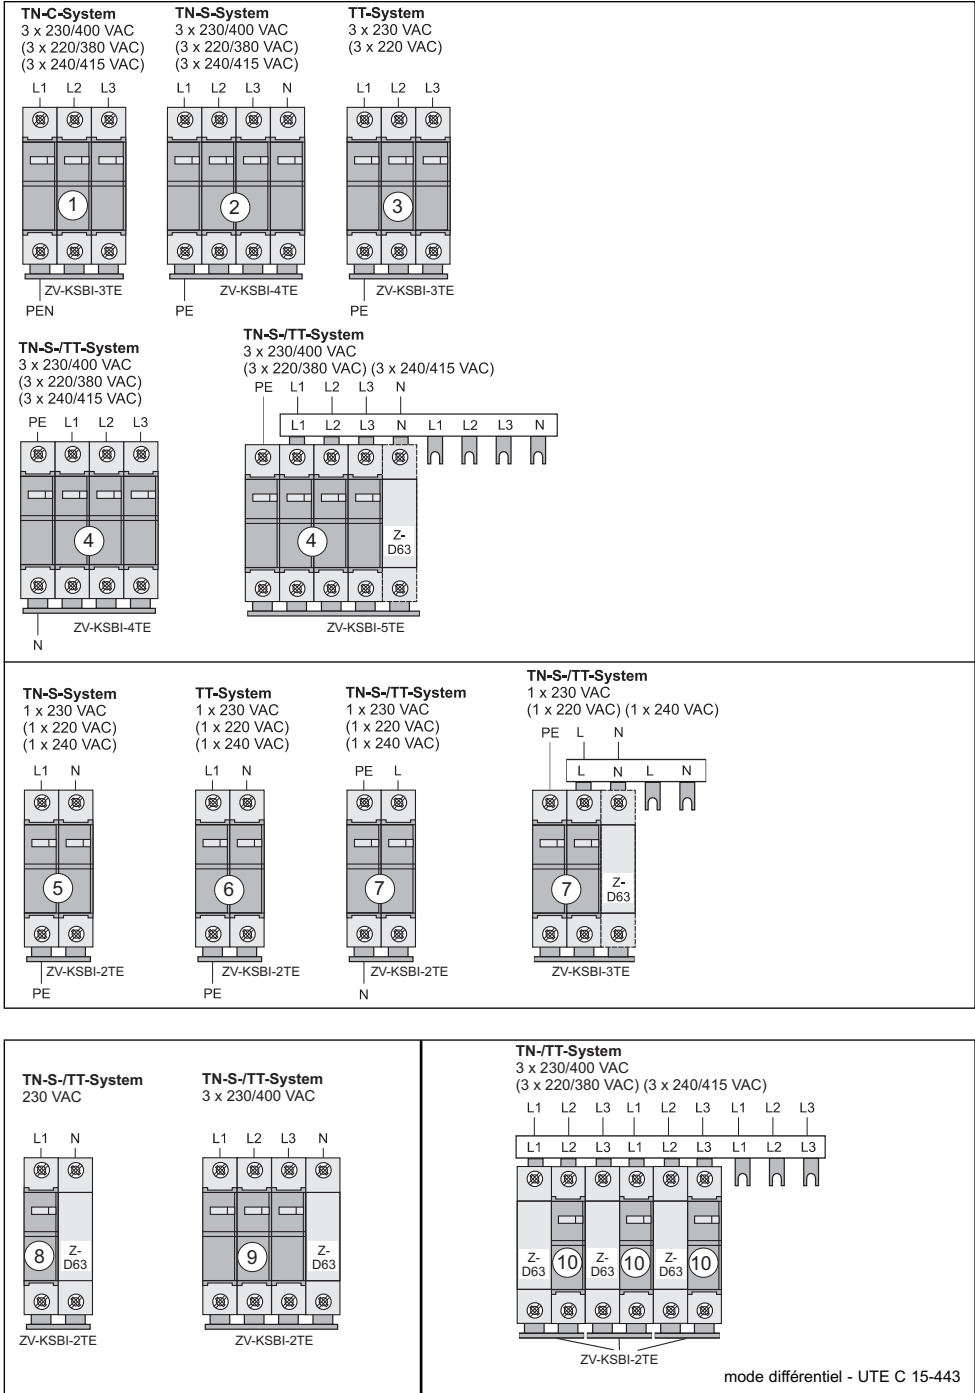 TN-C-System
3 x 230/400 VAC
(3 x 220/380 VAC)
(3 x 240/415 VAC)
L1 L2 L3
1
ZV-KSBI-3TE
PEN
TN-S-System
3 x 230/400 VAC
(3 x 220/380 VAC)
(3 x 240/415 VAC)
L1 L2 L3 N
2
ZV-KSBI-4TE
PE
TT-System
3 x 230 VAC
(3 x 220 VAC)
L1 L2 L3
3
ZV-KSBI-3TE
PE
TN-S-/TT-System
3 x 230/400 VAC
(3 x 220/380 VAC)
(3 x 240/415 VAC)
PE L1 L2 L3
4
ZV-KSBI-4TE
N
TN-S-/TT-System
3 x 230/400 VAC
(3 x 220/380 VAC) (3 x 240/415 VAC)
PE L1 L2 L3 N
L1 L2 L3 N L1 L2 L3 N
4
Z-
D63
ZV-KSBI-5TE
TN-S-System
1 x 230 VAC
(1 x 220 VAC)
(1 x 240 VAC)
L1 N
5
ZV-KSBI-2TE
PE
TT-System
1 x 230 VAC
(1 x 220 VAC)
(1 x 240 VAC)
L1 N
6
ZV-KSBI-2TE
PE
TN-S-/TT-System
1 x 230 VAC
(1 x 220 VAC)
(1 x 240 VAC)
PE L
7
ZV-KSBI-2TE
N
TN-S-/TT-System
1 x 230 VAC
(1 x 220 VAC) (1 x 240 VAC)
PE L N
L N L N
7
Z-
D63
ZV-KSBI-3TE
TN-S-/TT-System
230 VAC
L1 N
8
Z-
D63
ZV-KSBI-2TE
TN-S-/TT-System
3 x 230/400 VAC
L1 L2 L3 N
9
Z-
D63
ZV-KSBI-2TE
TN-/TT-System
3 x 230/400 VAC
(3 x 220/380 VAC) (3 x 240/415 VAC)
L1 L2 L3 L1 L2 L3 L1 L2 L3
L1 L2 L3 L1 L2 L3 L1 L2 L3
Z-
D63
10
Z-
D63
10
Z-
D63
10
ZV-KSBI-2TE
mode différentiel - UTE C 15-443